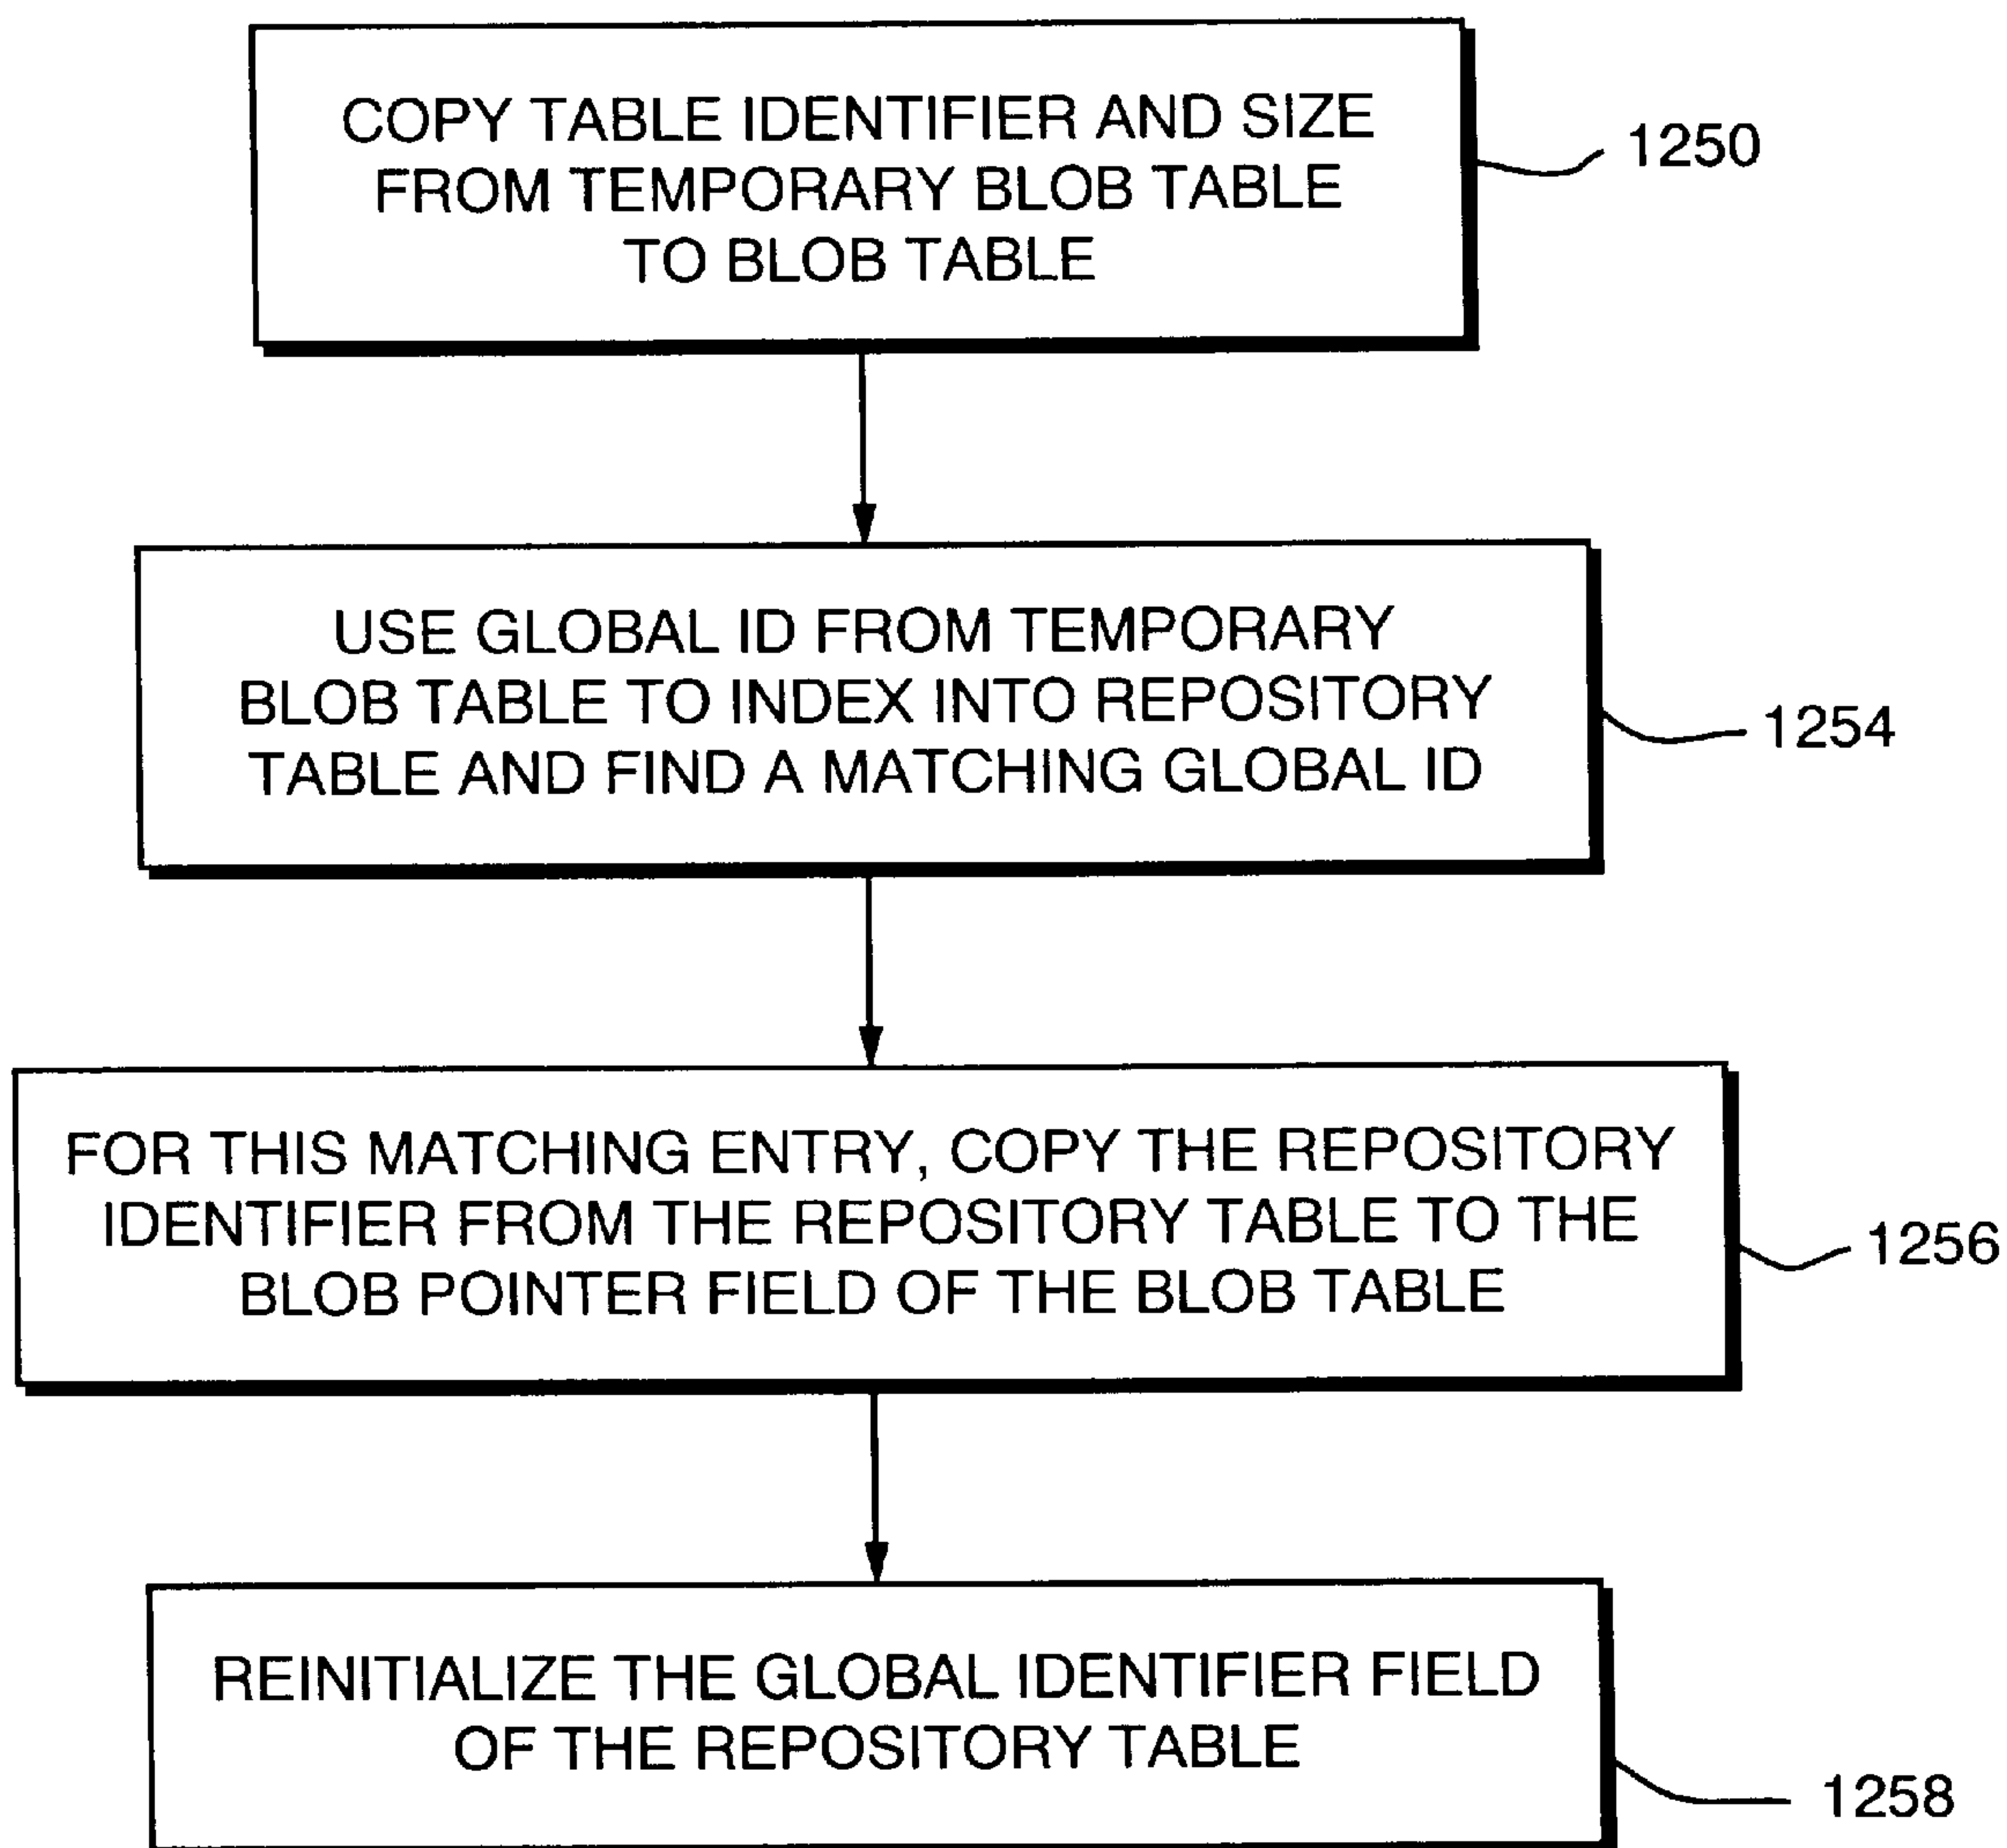 COPY TABLE IDENTIFIER AND SIZE
FROM TEMPORARY BLOB TABLE
TO BLOB TABLE
1250
USE GLOBAL ID FROM TEMPORARY
BLOB TABLE TO INDEX INTO REPOSITORY
TABLE AND FIND A MATCHING GLOBAL ID
1254
FOR THIS MATCHING ENTRY, COPY THE REPOSITORY
IDENTIFIER FROM THE REPOSITORY TABLE TO THE
BLOB POINTER FIELD OF THE BLOB TABLE
1256
REINITIALIZE THE GLOBAL IDENTIFIER FIELD
OF THE REPOSITORY TABLE
1258